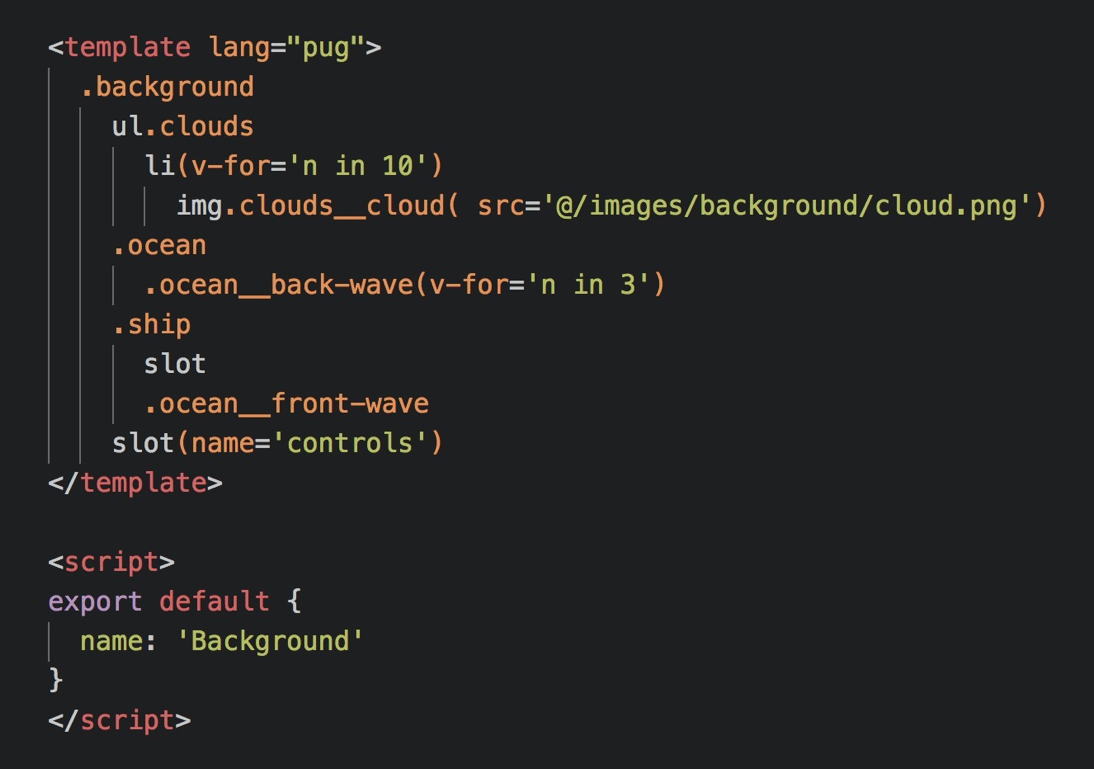 <template lang="pug">
  .background
    ul.clouds
      li(v-for='n in 10')
        img.clouds__cloud( src='@/images/background/cloud.png')
    .ocean
      .ocean__back-wave(v-for='n in 3')
    .ship
      slot
      .ocean__front-wave
    slot(name='controls')
</template>

<script>
export default {
  name: 'Background'
}
</script>